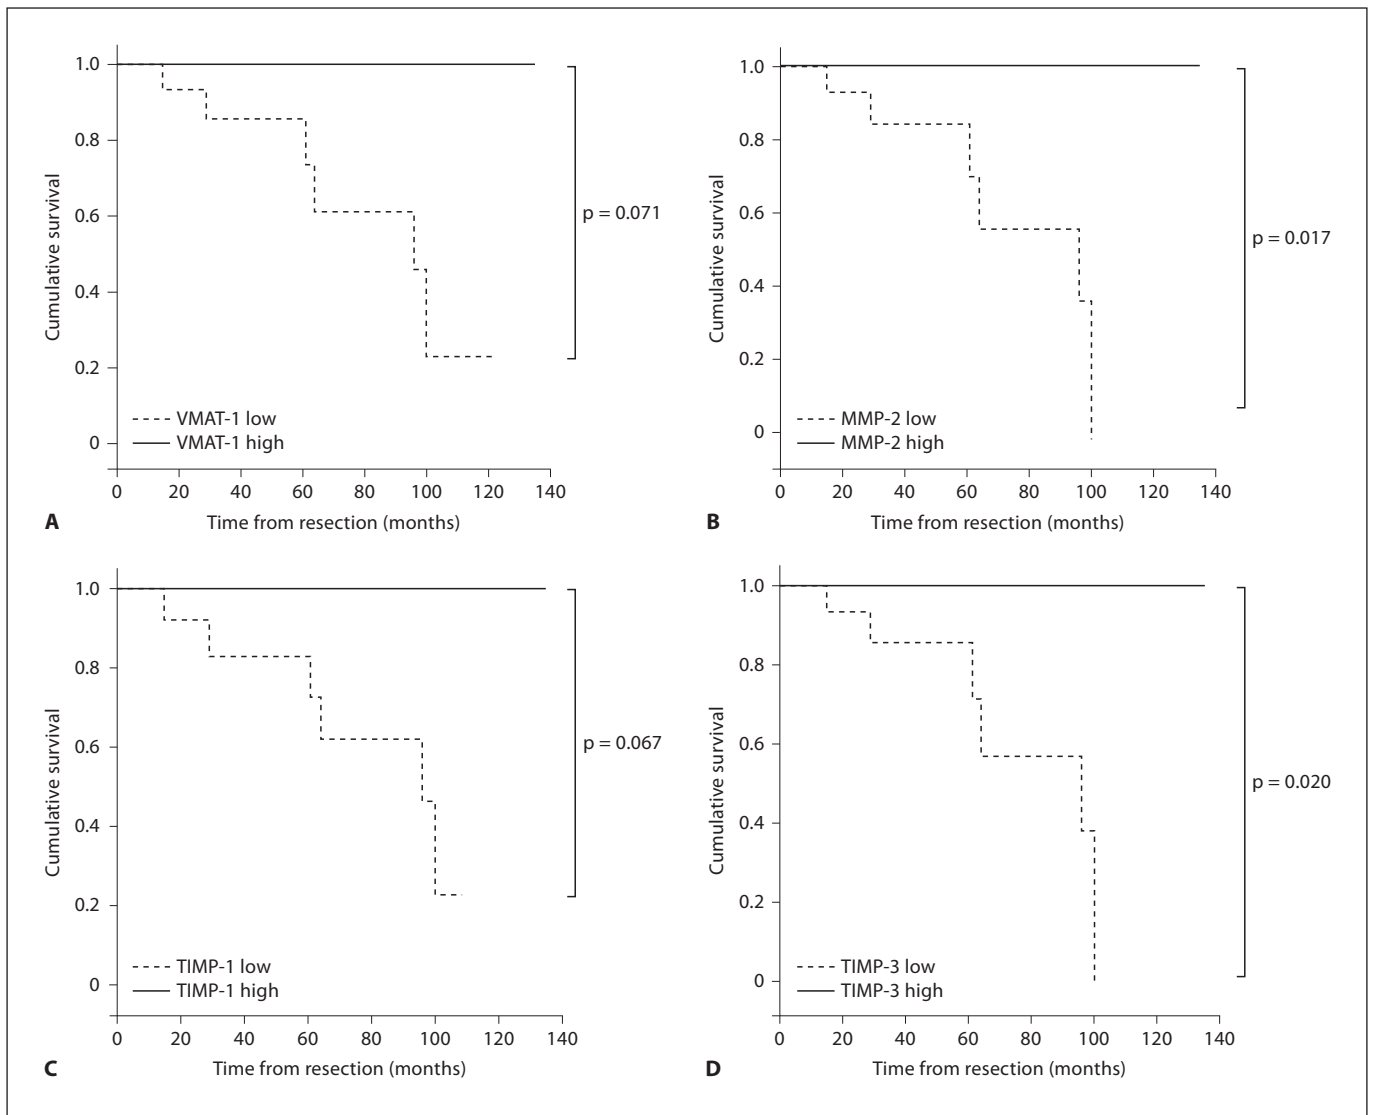 1.0
0.8
0.6
0.4
0.2
0
Cumulative survival
p = 0.071
VMAT-1 low
VMAT-1 high
0 20 40 60 80 100 120 140
Time from resection (months)
A
1.0
0.8
0.6
0.4
0.2
0
Cumulative survival
p = 0.017
MMP-2 low
MMP-2 high
0 20 40 60 80 100 120 140
Time from resection (months)
B
1.0
0.8
0.6
0.4
0.2
0
Cumulative survival
p = 0.067
TIMP-1 low
TIMP-1 high
0 20 40 60 80 100 120 140
Time from resection (months)
C
1.0
0.8
0.6
0.4
0.2
0
Cumulative survival
p = 0.020
TIMP-3 low
TIMP-3 high
0 20 40 60 80 100 120 140
Time from resection (months)
D